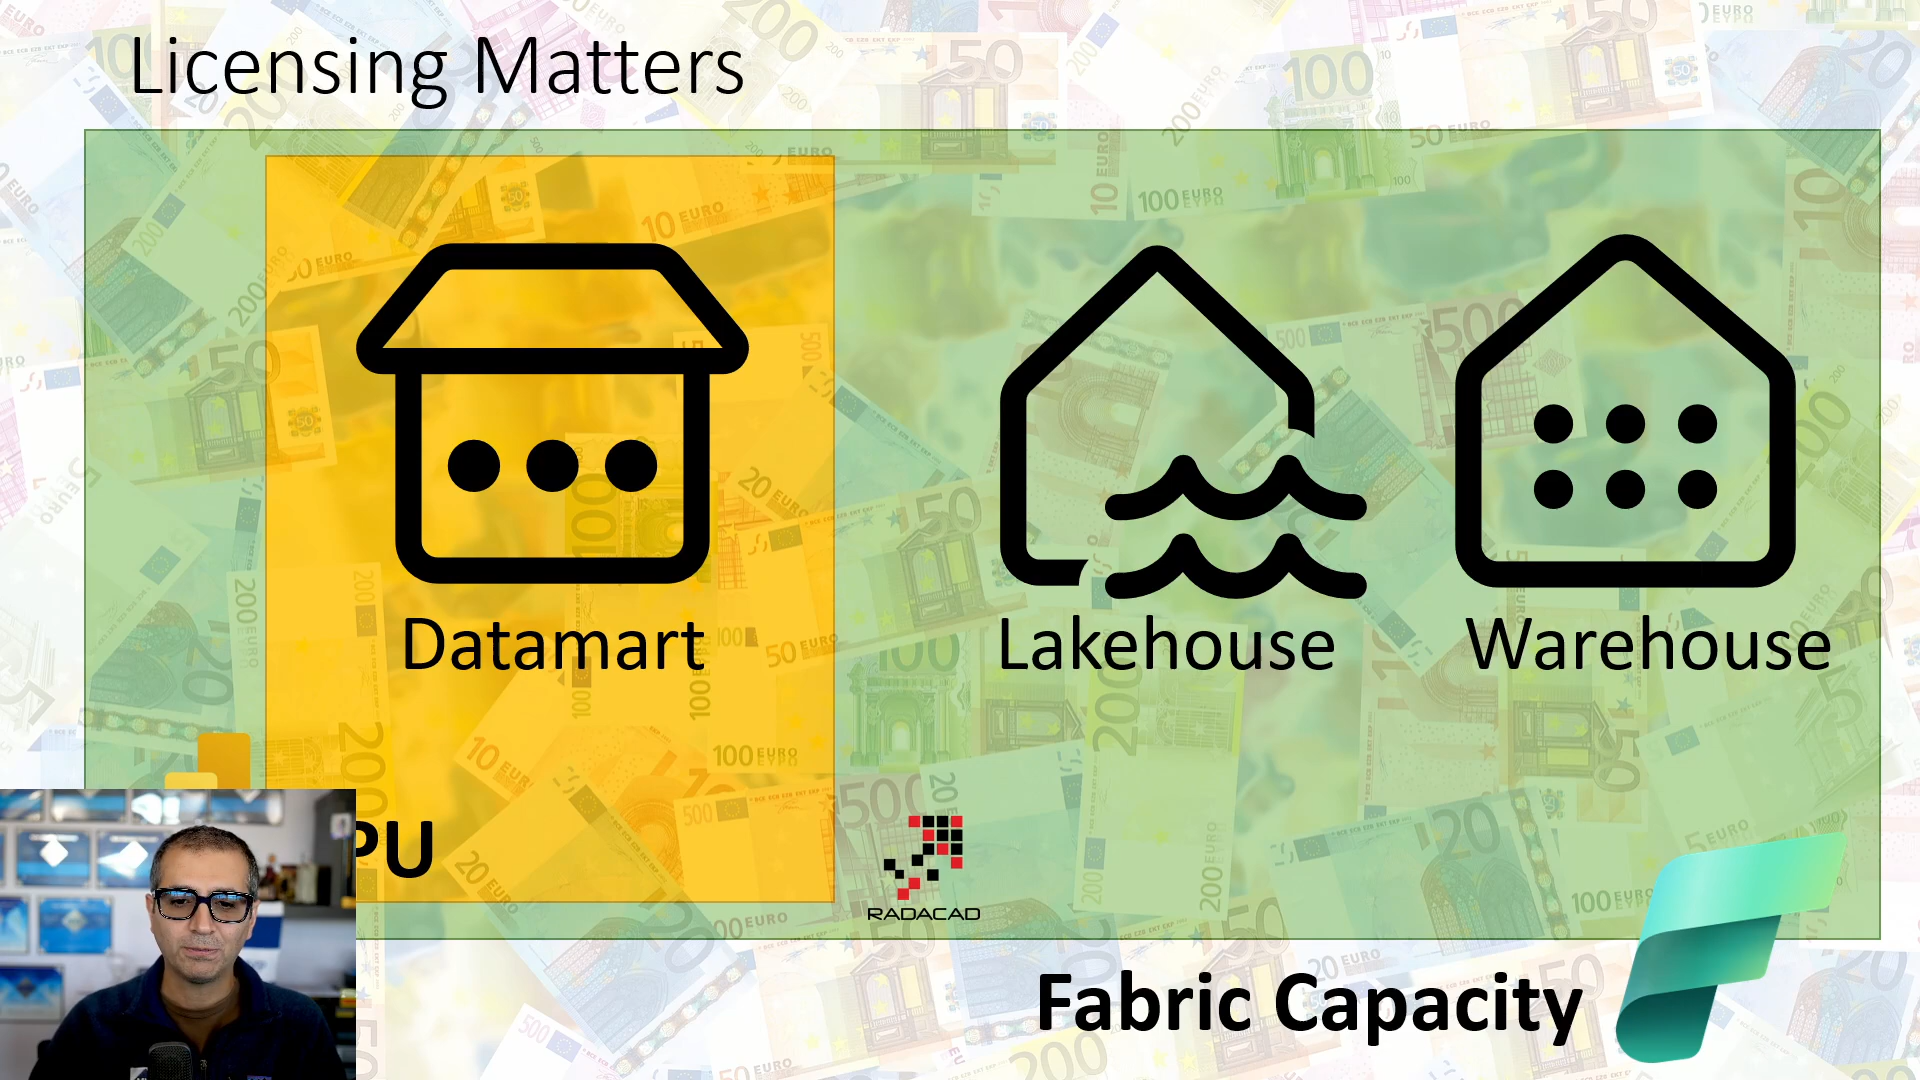 Licensing Matters
Datamart
Lakehouse
Warehouse
PU
RADACAD
Fabric Capacity